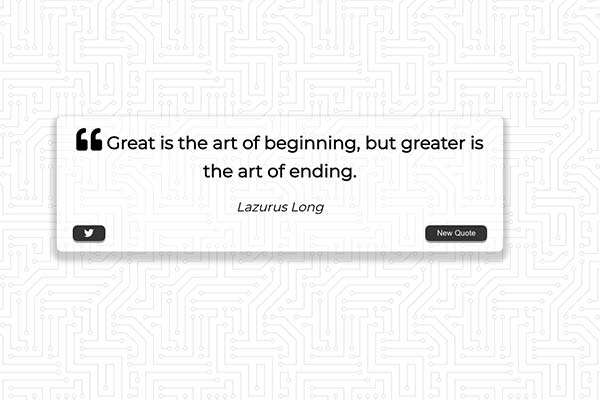 “Great is the art of beginning, but greater is
the art of ending.
Lazurus Long
New Quote